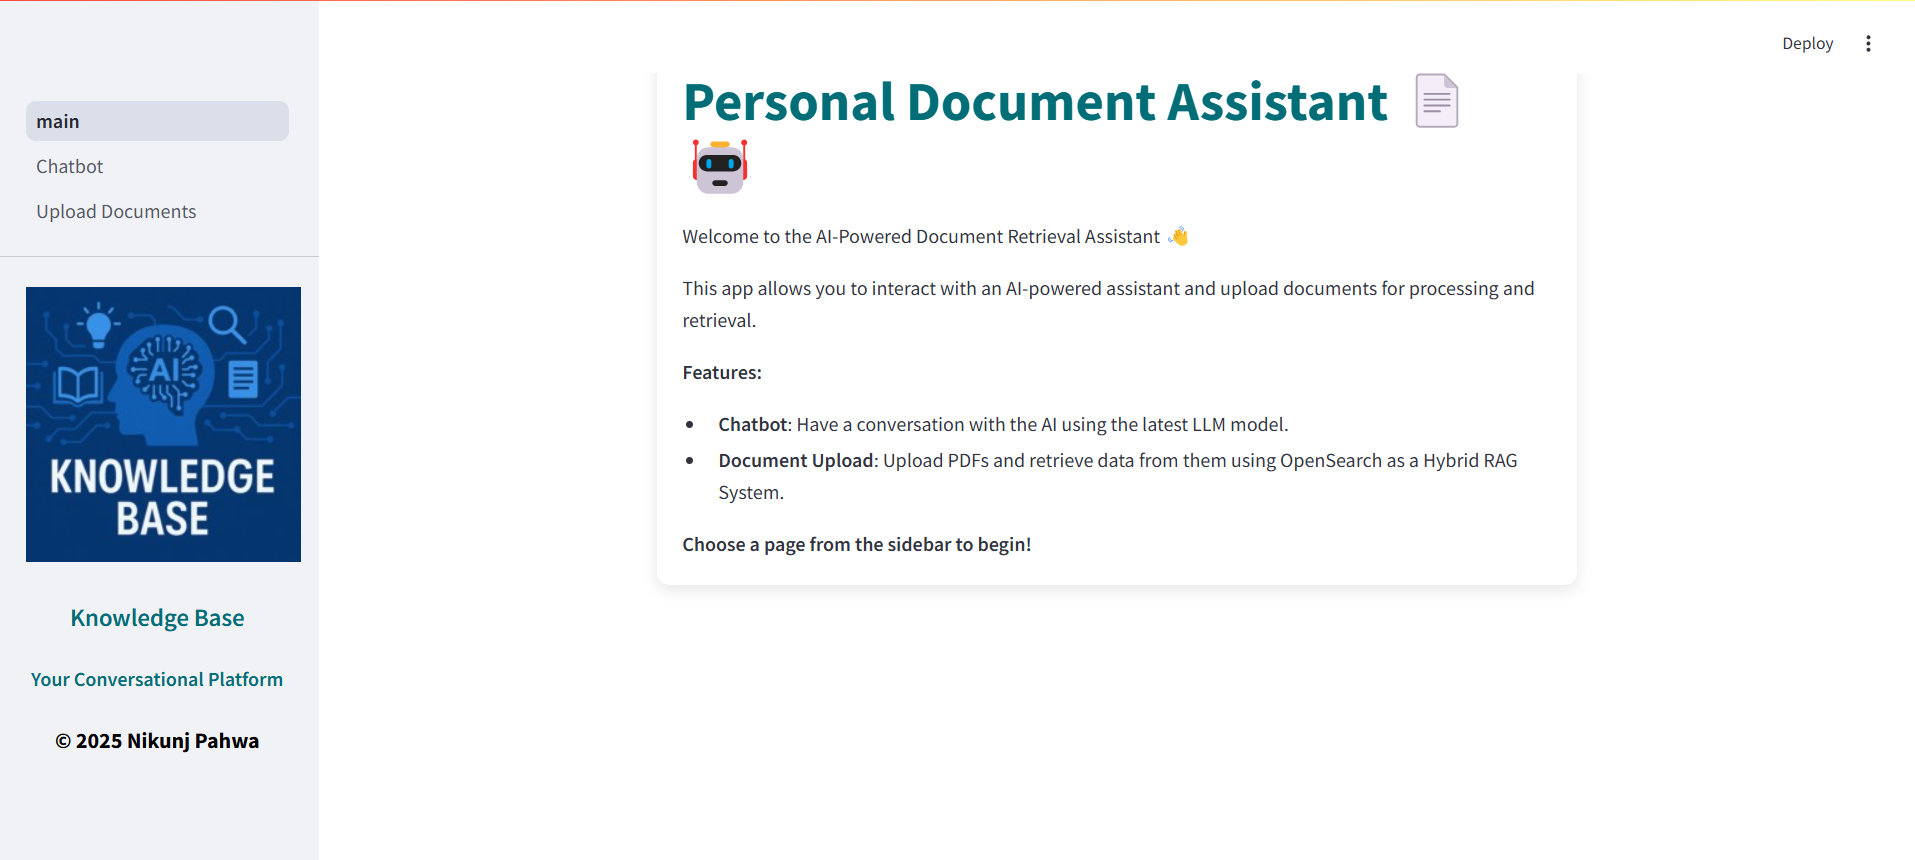 Deploy
main
Chatbot
Upload Documents
AI
KNOWLEDGE
BASE
Knowledge Base
Your Conversational Platform
© 2025 Nikunj Pahwa
Personal Document Assistant 📄
🤖
Welcome to the AI-Powered Document Retrieval Assistant 👋
This app allows you to interact with an AI-powered assistant and upload documents for processing and
retrieval.
Features:
• Chatbot: Have a conversation with the AI using the latest LLM model.
• Document Upload: Upload PDFs and retrieve data from them using OpenSearch as a Hybrid RAG
System.
Choose a page from the sidebar to begin!